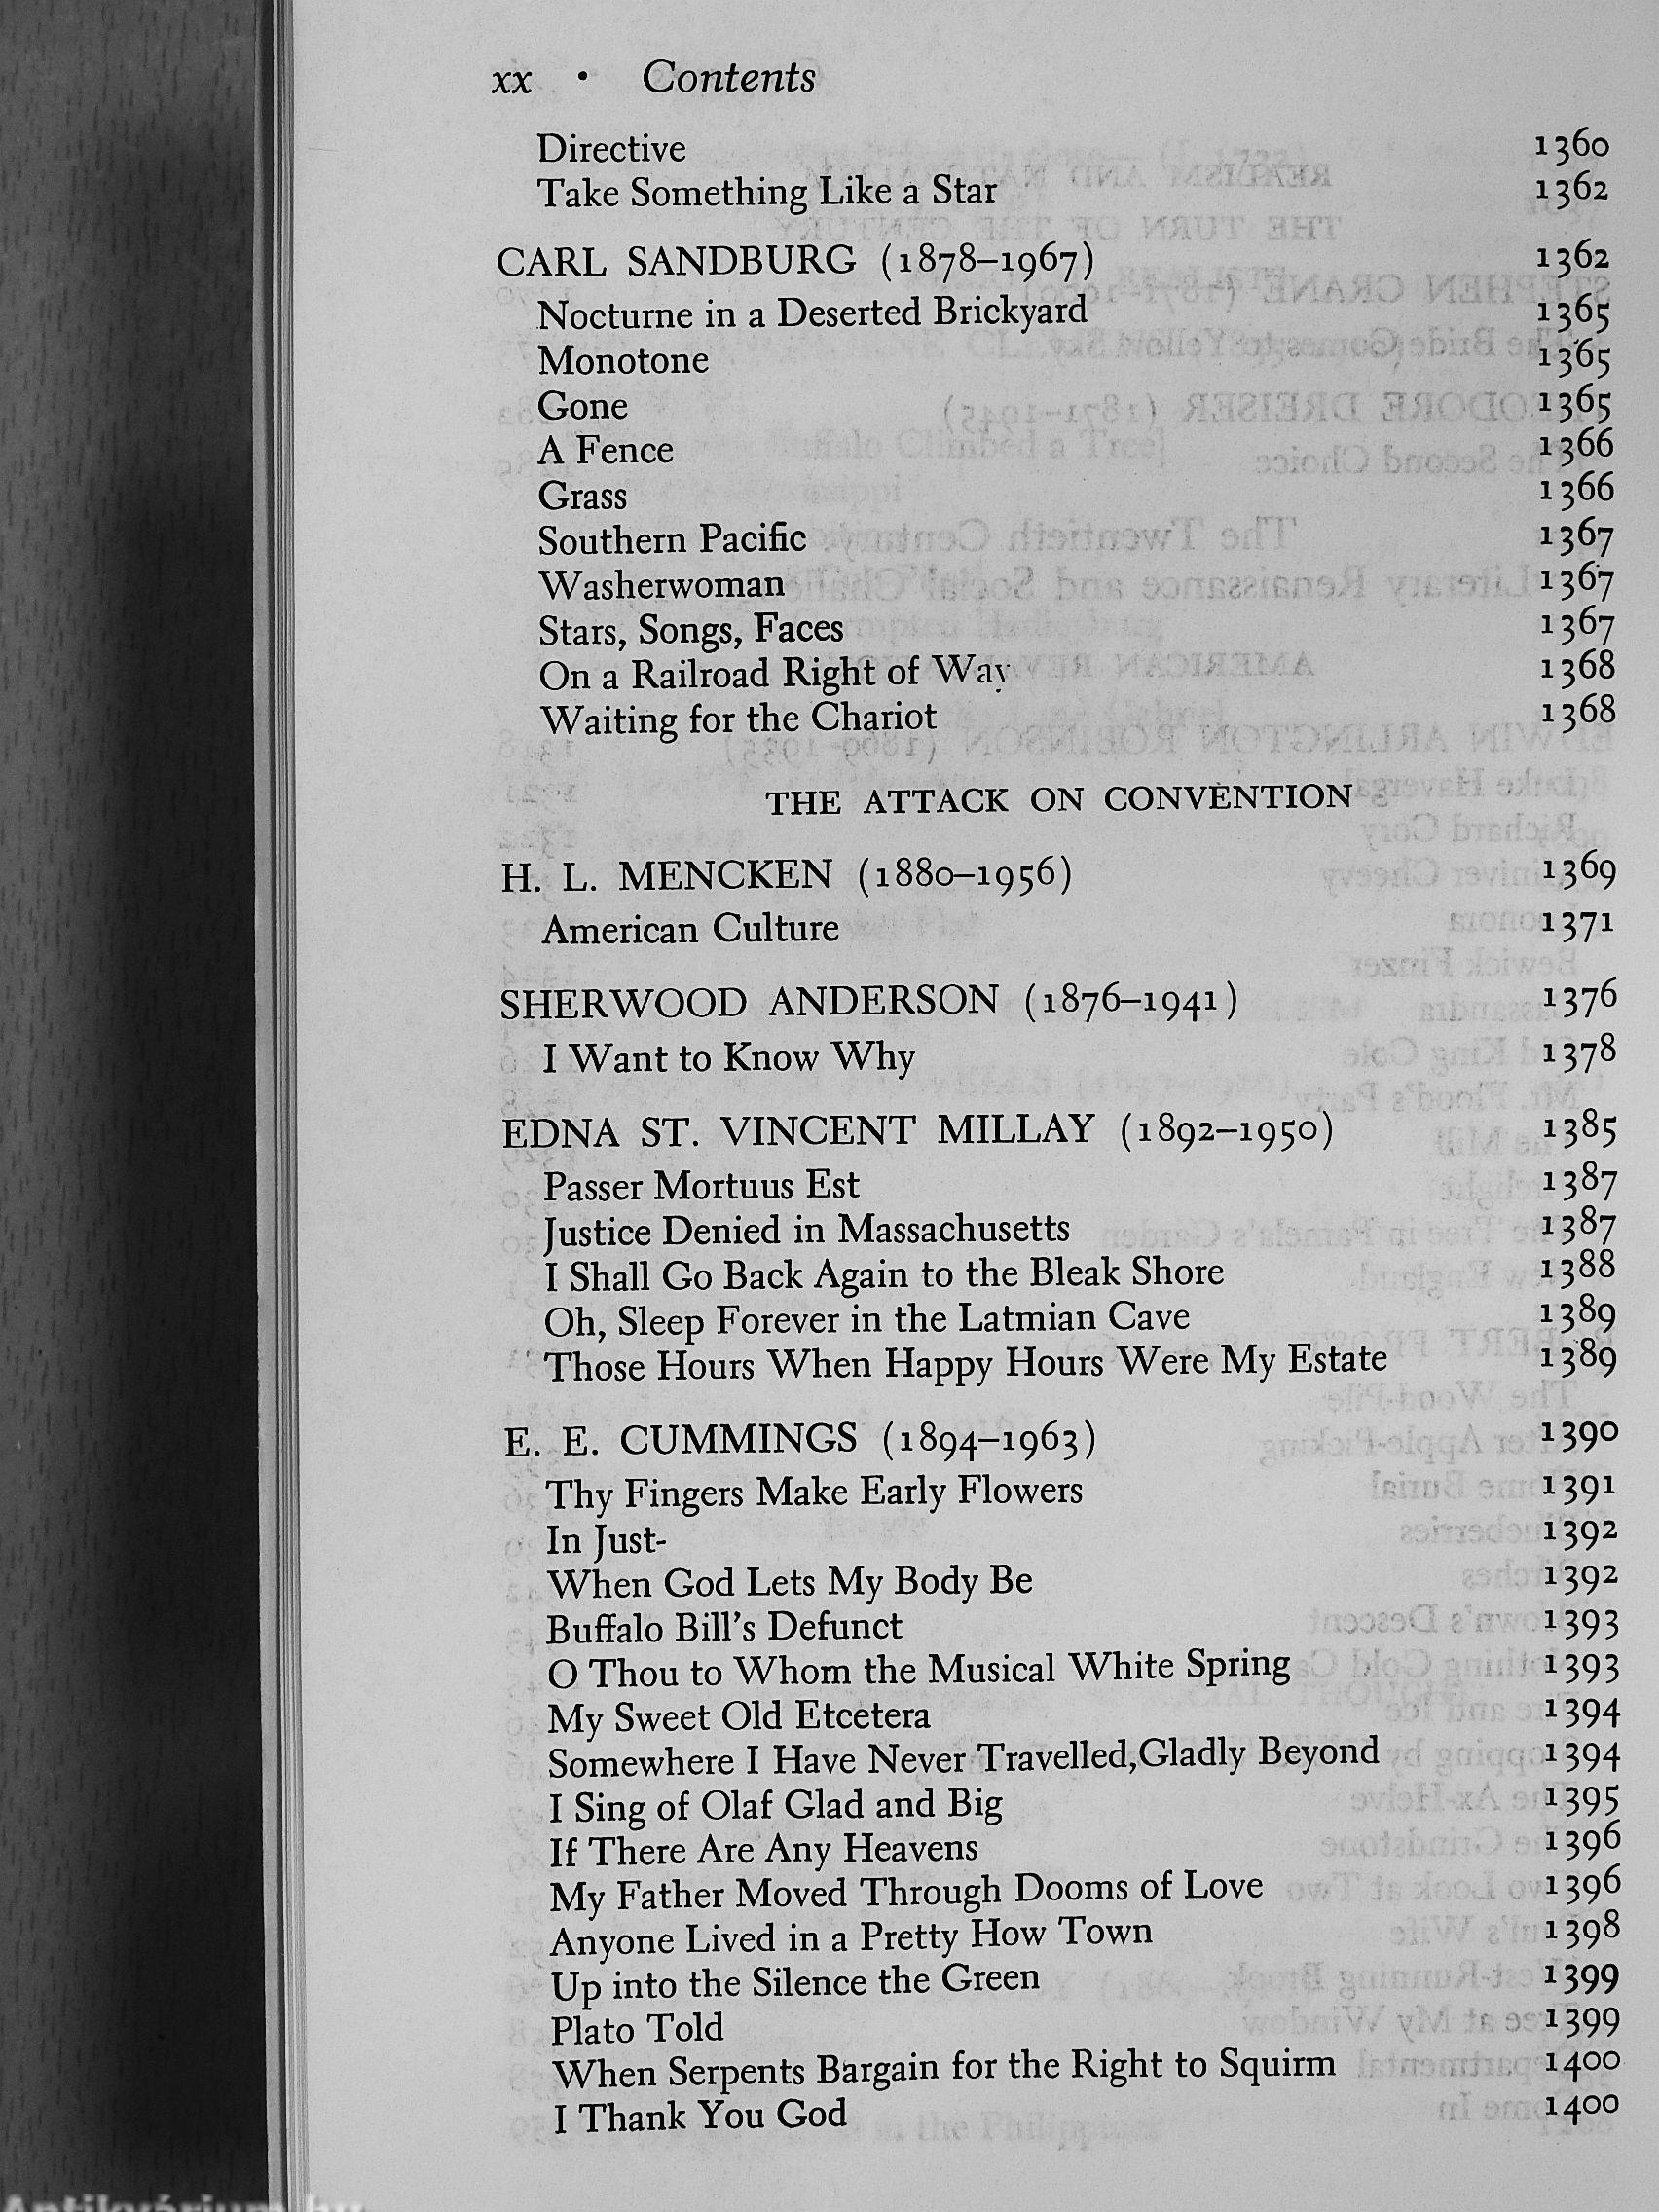 xx • Contents
Directive 1360
Take Something Like a Star 1362
CARL SANDBURG (1878–1967) 1362
Nocturne in a Deserted Brickyard 1365
Monotone 1365
Gone 1365
A Fence 1366
Grass 1366
Southern Pacific 1367
Washerwoman 1367
Stars, Songs, Faces 1367
On a Railroad Right of Way 1368
Waiting for the Chariot 1368
THE ATTACK ON CONVENTION
H. L. MENCKEN (1880–1956) 1369
American Culture 1371
SHERWOOD ANDERSON (1876–1941) 1376
I Want to Know Why 1378
EDNA ST. VINCENT MILLAY (1892–1950) 1385
Passer Mortuus Est 1387
Justice Denied in Massachusetts 1387
I Shall Go Back Again to the Bleak Shore 1388
Oh, Sleep Forever in the Latmian Cave 1389
Those Hours When Happy Hours Were My Estate 1389
E. E. CUMMINGS (1894–1963) 1390
Thy Fingers Make Early Flowers 1391
In Just- 1392
When God Lets My Body Be 1392
Buffalo Bill's Defunct 1393
O Thou to Whom the Musical White Spring 1393
My Sweet Old Etcetera 1394
Somewhere I Have Never Travelled,Gladly Beyond 1394
I Sing of Olaf Glad and Big 1395
If There Are Any Heavens 1396
My Father Moved Through Dooms of Love 1396
Anyone Lived in a Pretty How Town 1398
Up into the Silence the Green 1399
Plato Told 1399
When Serpents Bargain for the Right to Squirm 1400
I Thank You God 1400